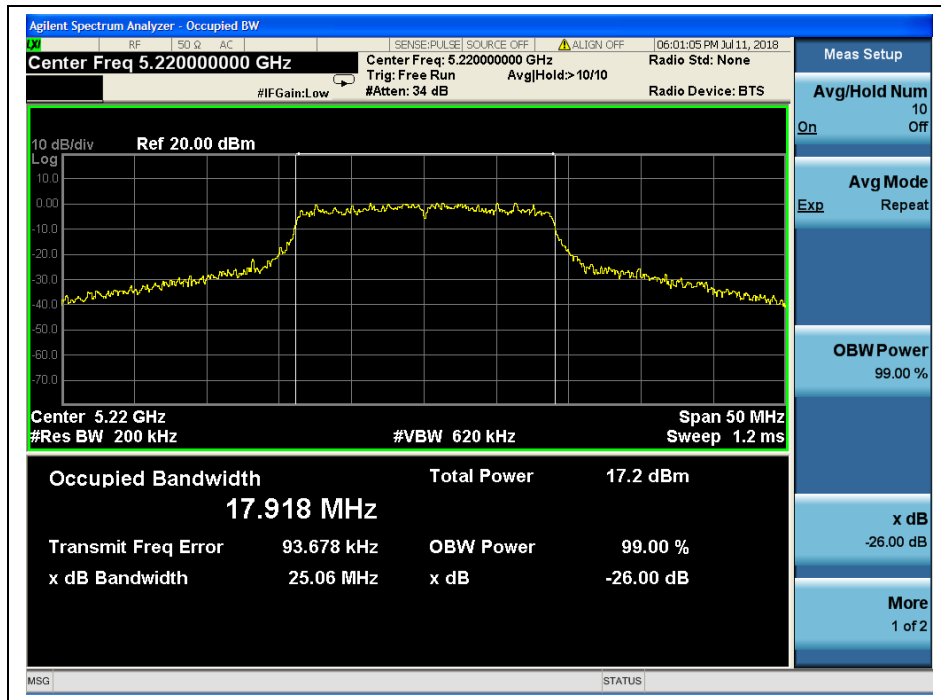 Agilent Spectrum Analyzer - Occupied BW
LXI RF 50 Ω AC SENSE:PULSE SOURCE OFF ALIGN OFF 06:01:05 PM Jul 11, 2018
Center Freq 5.220000000 GHz
Center Freq: 5.220000000 GHz
Radio Std: None
Trig: Free Run Avg|Hold:>10/10
#IFGain:Low
#Atten: 34 dB
Radio Device: BTS
10 dB/div Ref 20.00 dBm
Log
10.0
0.00
-10.0
-20.0
-30.0
-40.0
-50.0
-60.0
-70.0
Center 5.22 GHz Span 50 MHz
#Res BW 200 kHz #VBW 620 kHz Sweep 1.2 ms
Occupied Bandwidth Total Power 17.2 dBm
17.918 MHz
Transmit Freq Error 93.678 kHz OBW Power 99.00 %
x dB Bandwidth 25.06 MHz x dB -26.00 dB
Meas Setup
Avg/Hold Num
10
On Off
Avg Mode
Exp Repeat
OBW Power
99.00 %
x dB
-26.00 dB
More
1 of 2
MSG STATUS